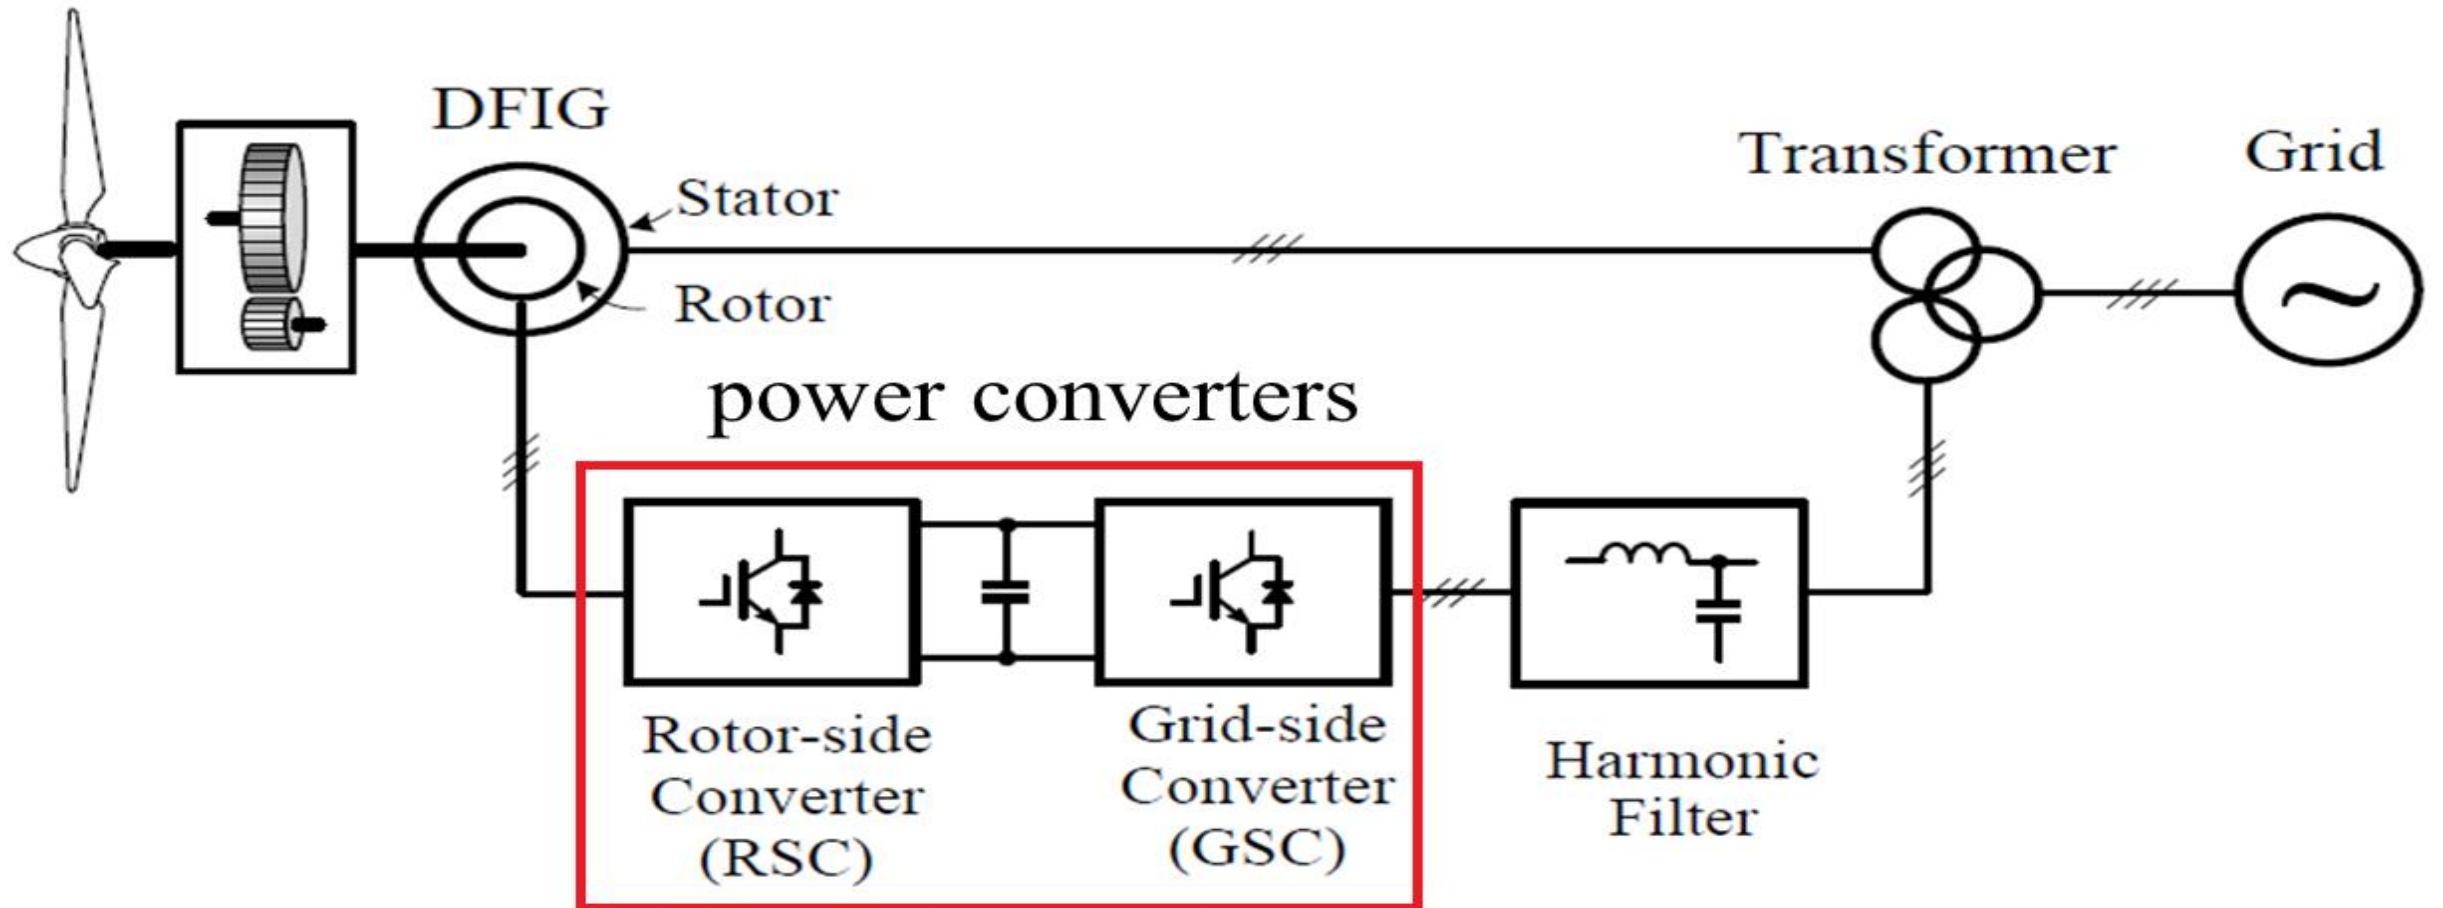 DFIG
Stator
Rotor
Transformer
Grid
power converters
Rotor-side
Converter
(RSC)
Grid-side
Converter
(GSC)
Harmonic
Filter